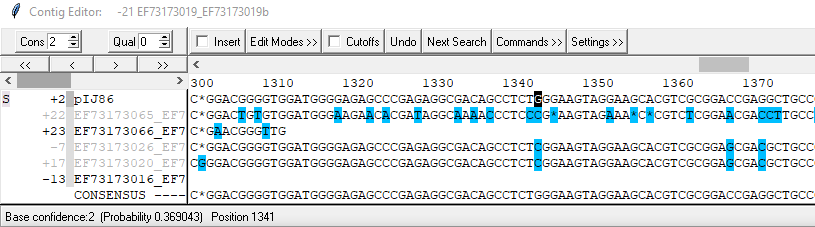 Contig Editor: -21 EF73173019_EF73173019b
Cons 2 Qual 0 Insert Edit Modes >> Cutoffs Undo Next Search Commands >> Settings >>
<< < > >> <
< > 300 1310 1320 1330 1340 1350 1360 1370
S +2 pIJ86 C*GGACGGGGTGGATGGGGAGAGCCCGAGAGGCGACAGCCTCTGGGAAGTAGGAAGCACGTCGCGGACCGAGGCTGCC
+22 EF73173065_EF7 C*GGACTGTGTGGATGGGAAGAACACGATAGGCAAAACCCTCCCG*AAGTAGAAA*C*CGTCTCGGAACGACCTTGCC
+23 EF73173066_EF7 C*GAACGGGTTG
-7 EF73173026_EF7 C*GGACGGGGTGGATGGGGAGAGCCCGAGAGGCGACAGCCTCTCGGAAGTAGGAAGCACGTCGCGGAGCGACGCTGCC
+17 EF73173020_EF7 CGGGACGGGGTGGATGGGGAGAGCCCGAGAGGCGACAGCCTCTCGGAAGTAGGAAGCACGTCGCGGAGCGACGCTGCC
-13 EF73173016_EF7
CONSENSUS ---- C*GGACGGGGTGGATGGGGAGAGCCCGAGAGGCGACAGCCTCTGGGAAGTAGGAAGCACGTCGCGGACCGAGGCTGCC
Base confidence:2 (Probability 0.369043) Position 1341